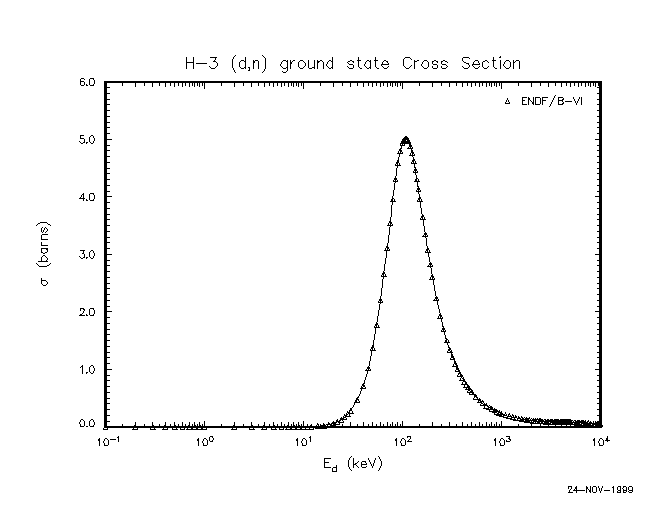 H-3 (d,n) ground state Cross Section
6.0
△ ENDF/B-VI
5.0
4.0
σ (barns)
3.0
2.0
1.0
0.0
10⁻¹ 10⁰ 10¹ 10² 10³ 10⁴
E_d (keV)
24-NOV-1999